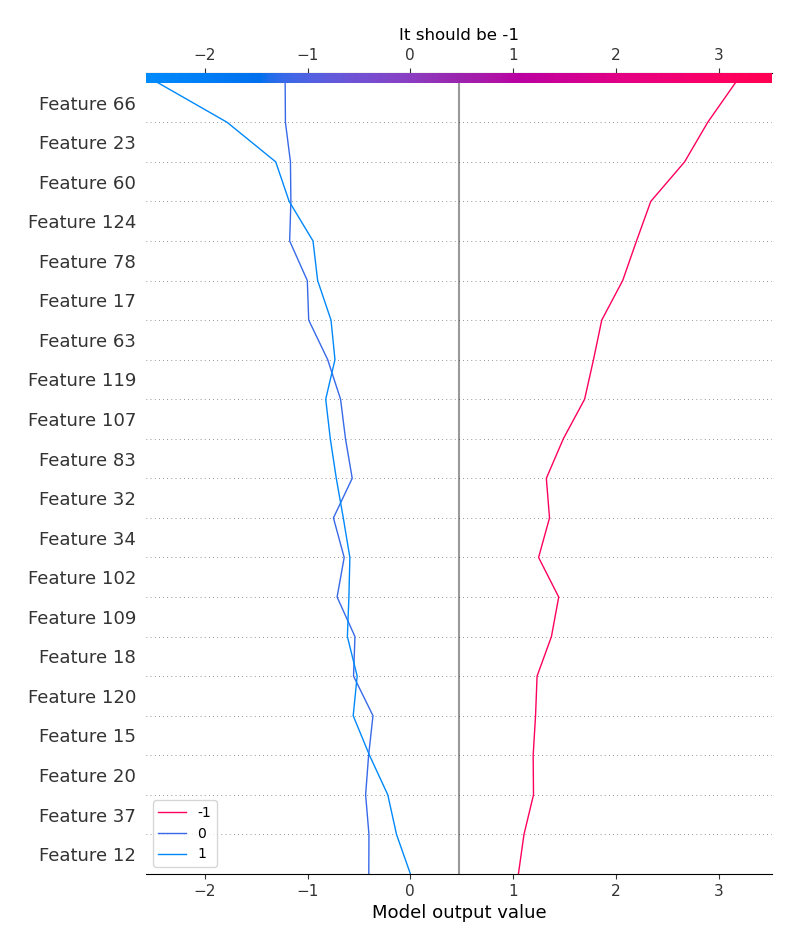 It should be -1
−2 −1 0 1 2 3
Feature 66
Feature 23
Feature 60
Feature 124
Feature 78
Feature 17
Feature 63
Feature 119
Feature 107
Feature 83
Feature 32
Feature 34
Feature 102
Feature 109
Feature 18
Feature 120
Feature 15
Feature 20
Feature 37
Feature 12
-1
0
1
−2 −1 0 1 2 3
Model output value